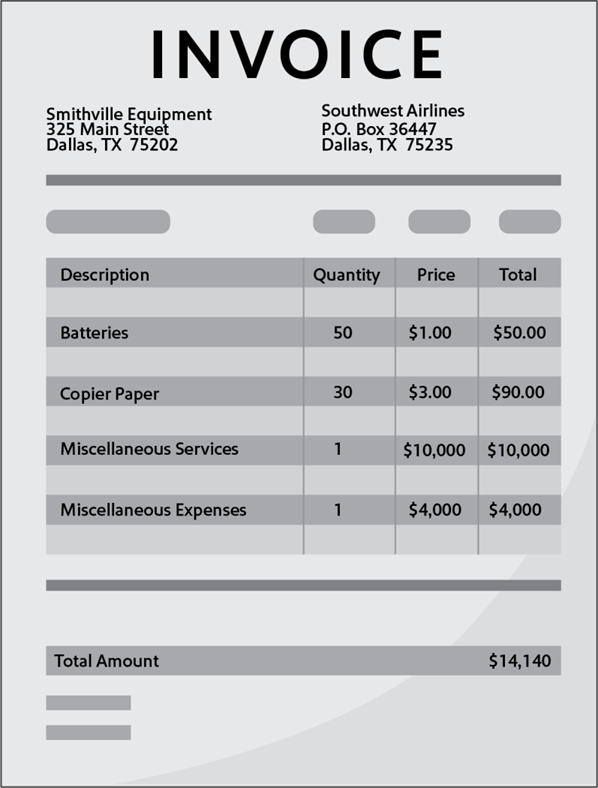 INVOICE
Smithville Equipment
325 Main Street
Dallas, TX  75202
Southwest Airlines
P.O. Box 36447
Dallas, TX  75235
Description Quantity Price Total
Batteries 50 $1.00 $50.00
Copier Paper 30 $3.00 $90.00
Miscellaneous Services 1 $10,000 $10,000
Miscellaneous Expenses 1 $4,000 $4,000
Total Amount $14,140